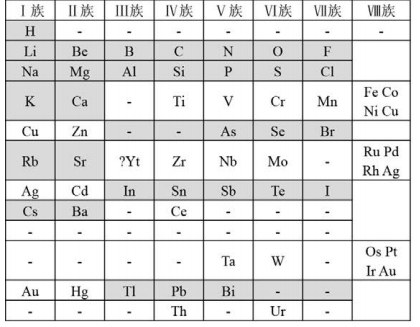 I族 II族 III族 IV族 V族 VI族 VII族 VIII族
H - - - - - - -
Li Be B C N O F
Na Mg Al Si P S Cl
K Ca - Ti V Cr Mn Fe Co Ni Cu
Cu Zn - - As Se Br
Rb Sr ?Yt Zr Nb Mo - Ru Pd Rh Ag
Ag Cd In Sn Sb Te I
Cs Ba - Ce - - -
- - - - - - -
- - - - Ta W - Os Pt Ir Au
Au Hg Tl Pb Bi - -
- - - Th - Ur -